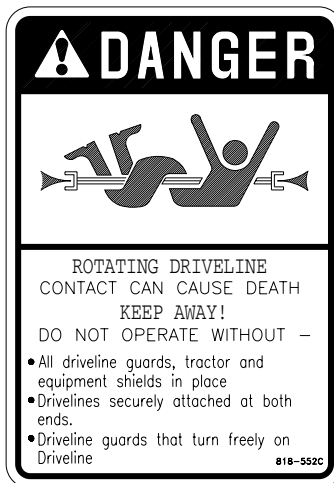 DANGER
ROTATING DRIVELINE
CONTACT CAN CAUSE DEATH
KEEP AWAY!
DO NOT OPERATE WITHOUT –
• All driveline guards, tractor and
equipment shields in place
• Drivelines securely attached at both
ends.
• Driveline guards that turn freely on
Driveline
818-552C